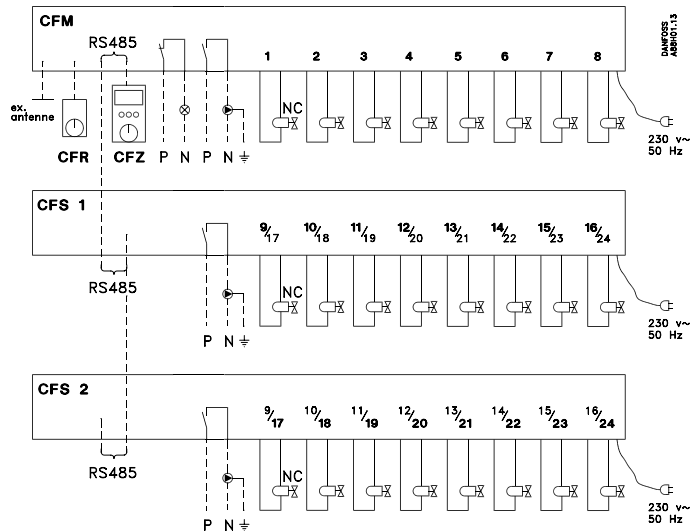 CFM
RS485
1 2 3 4 5 6 7 8
DANFOSS
A88H01.13
ex.
antenne
NC
230 v~
50 Hz
CFR CFZ P N P N
CFS 1
9/17 10/18 11/19 12/20 13/21 14/22 15/23 16/24
RS485
NC
230 v~
50 Hz
P N
CFS 2
9/17 10/18 11/19 12/20 13/21 14/22 15/23 16/24
RS485
NC
230 v~
50 Hz
P N